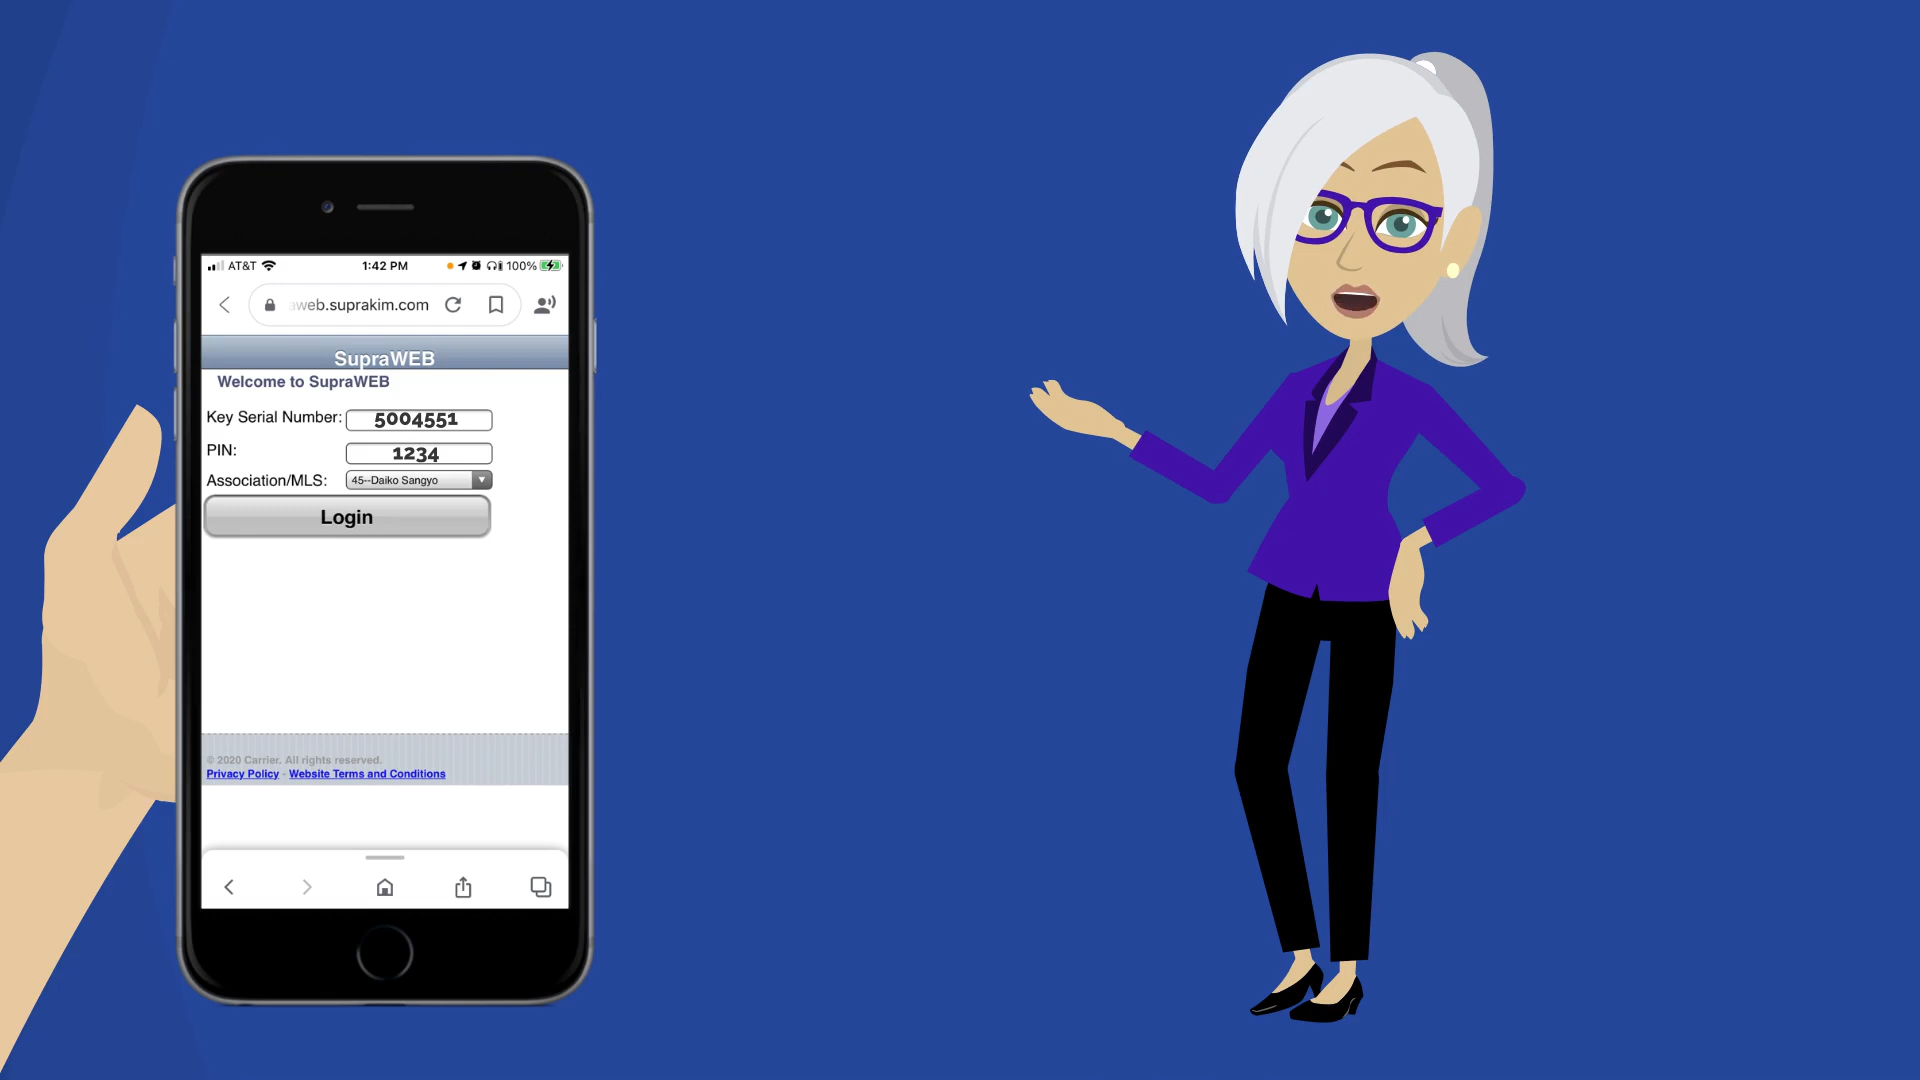 AT&T 1:42 PM 100%
aweb.suprakim.com
SupraWEB
Welcome to SupraWEB
Key Serial Number: 5004551
PIN: 1234
Association/MLS: 45--Daiko Sangyo
Login
© 2020 Carrier. All rights reserved.
Privacy Policy - Website Terms and Conditions